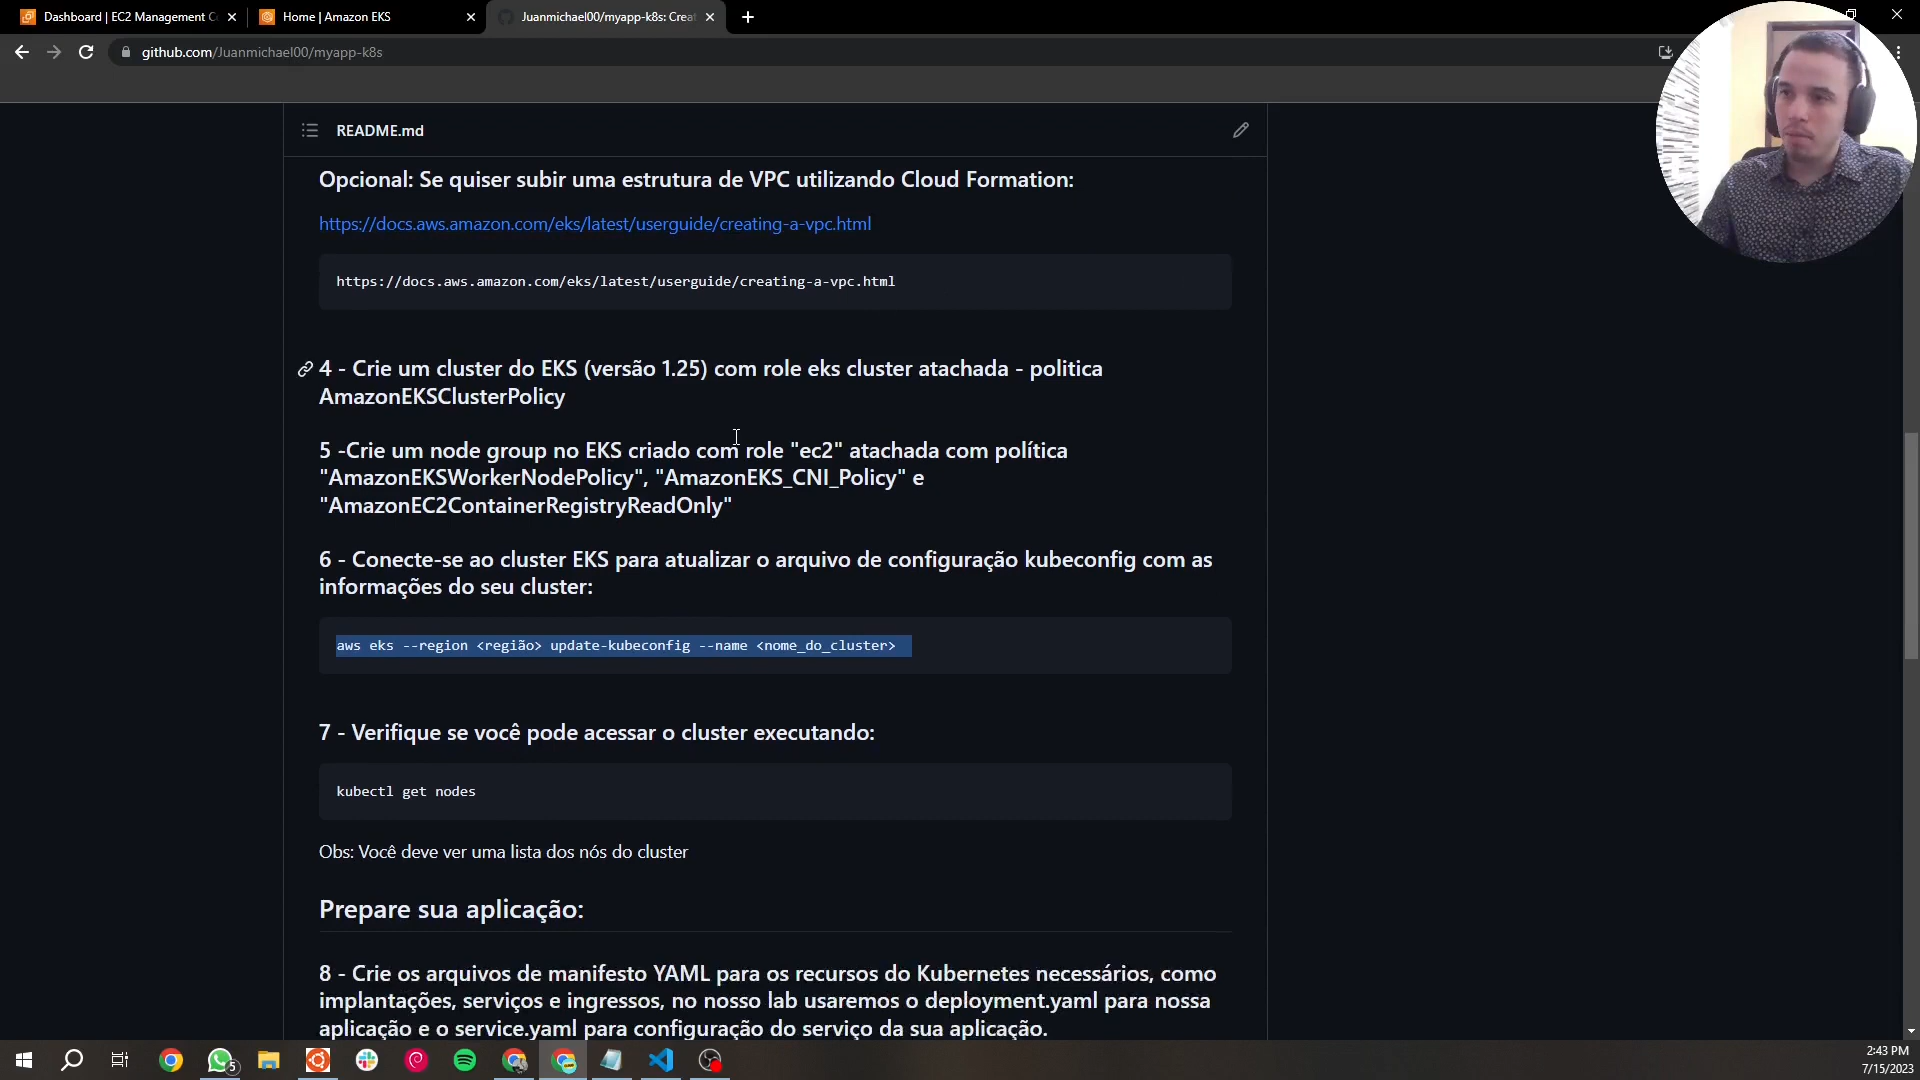 Dashboard | EC2 Management Co
Home | Amazon EKS
Juanmichael00/myapp-k8s: Crea
github.com/Juanmichael00/myapp-k8s
README.md
Opcional: Se quiser subir uma estrutura de VPC utilizando Cloud Formation:
https://docs.aws.amazon.com/eks/latest/userguide/creating-a-vpc.html
https://docs.aws.amazon.com/eks/latest/userguide/creating-a-vpc.html
4 - Crie um cluster do EKS (versão 1.25) com role eks cluster atachada - politica
AmazonEKSClusterPolicy
5 -Crie um node group no EKS criado com role "ec2" atachada com política
"AmazonEKSWorkerNodePolicy", "AmazonEKS_CNI_Policy" e
"AmazonEC2ContainerRegistryReadOnly"
6 - Conecte-se ao cluster EKS para atualizar o arquivo de configuração kubeconfig com as
informações do seu cluster:
aws eks --region <região> update-kubeconfig --name <nome_do_cluster>
7 - Verifique se você pode acessar o cluster executando:
kubectl get nodes
Obs: Você deve ver uma lista dos nós do cluster
Prepare sua aplicação:
8 - Crie os arquivos de manifesto YAML para os recursos do Kubernetes necessários, como
implantações, serviços e ingressos, no nosso lab usaremos o deployment.yaml para nossa
aplicação e o service.yaml para configuração do serviço da sua aplicação.
5
2:43 PM
7/15/2023